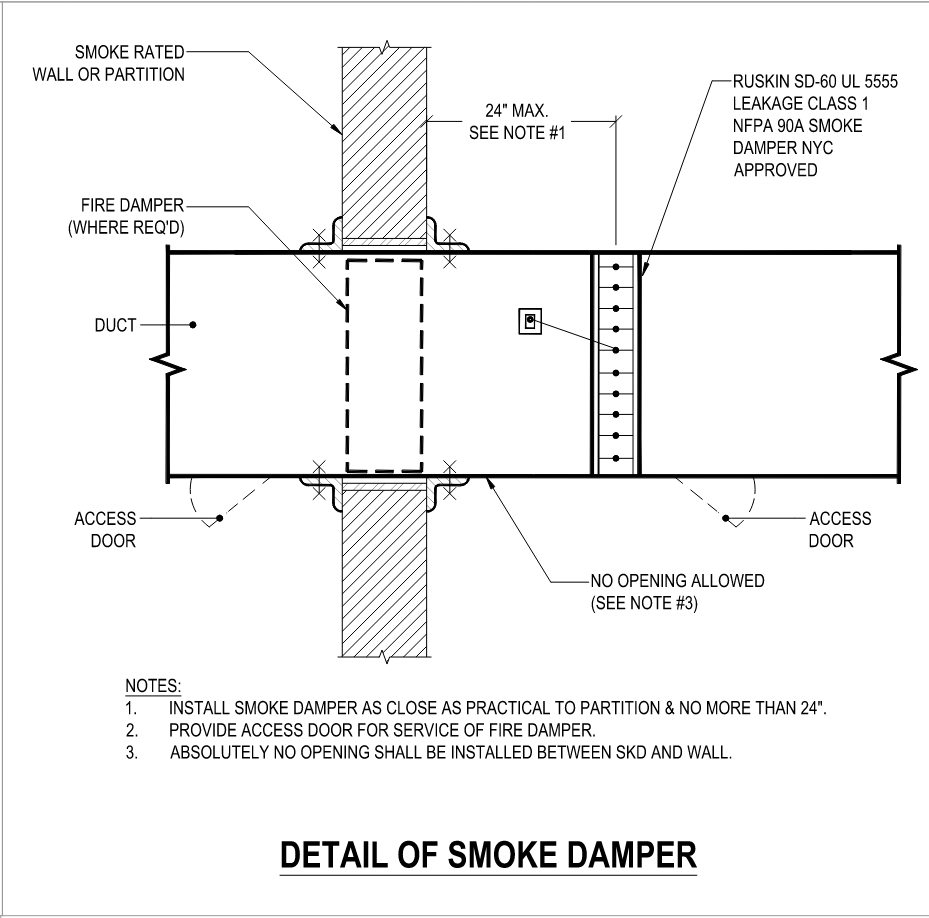 SMOKE RATED
WALL OR PARTITION
24" MAX.
SEE NOTE #1
RUSKIN SD-60 UL 5555
LEAKAGE CLASS 1
NFPA 90A SMOKE
DAMPER NYC
APPROVED
FIRE DAMPER
(WHERE REQ'D)
DUCT
ACCESS
DOOR
ACCESS
DOOR
NO OPENING ALLOWED
(SEE NOTE #3)
NOTES:
1. INSTALL SMOKE DAMPER AS CLOSE AS PRACTICAL TO PARTITION & NO MORE THAN 24".
2. PROVIDE ACCESS DOOR FOR SERVICE OF FIRE DAMPER.
3. ABSOLUTELY NO OPENING SHALL BE INSTALLED BETWEEN SKD AND WALL.
DETAIL OF SMOKE DAMPER